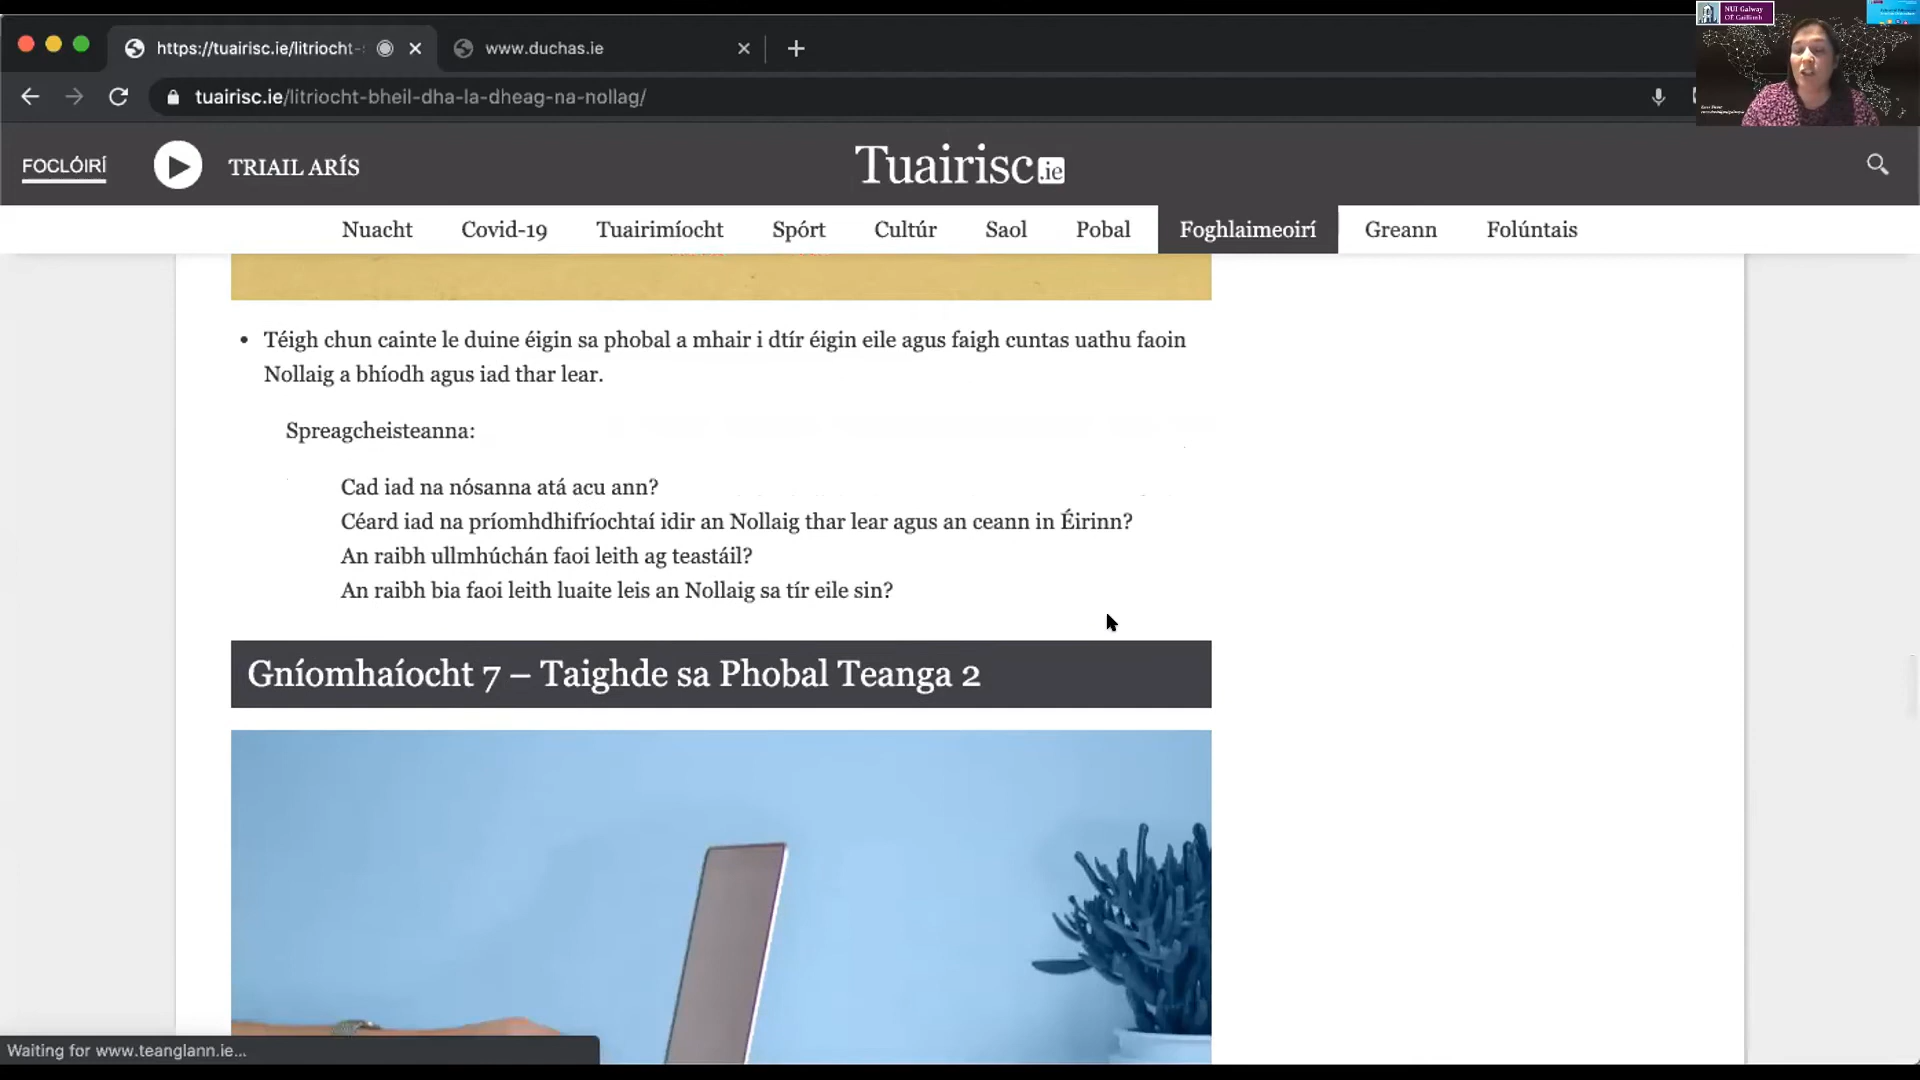 NUI Galway
OÉ Gaillimh
https://tuairisc.ie/litriocht-
www.duchas.ie
tuairisc.ie/litriocht-bheil-dha-la-dheag-na-nollag/
FOCLÓIRÍ
TRIAIL ARÍS
Tuairisc.ie
Nuacht
Covid-19
Tuairimíocht
Spórt
Cultúr
Saol
Pobal
Foghlaimeoirí
Greann
Folúntais
• Téigh chun cainte le duine éigin sa phobal a mhair i dtír éigin eile agus faigh cuntas uathu faoin
Nollaig a bhíodh agus iad thar lear.
Spreagcheisteanna:
Cad iad na nósanna atá acu ann?
Céard iad na príomhdhifríochtaí idir an Nollaig thar lear agus an ceann in Éirinn?
An raibh ullmhúchán faoi leith ag teastáil?
An raibh bia faoi leith luaite leis an Nollaig sa tír eile sin?
Gníomhaíocht 7 – Taighde sa Phobal Teanga 2
Waiting for www.teanglann.ie...